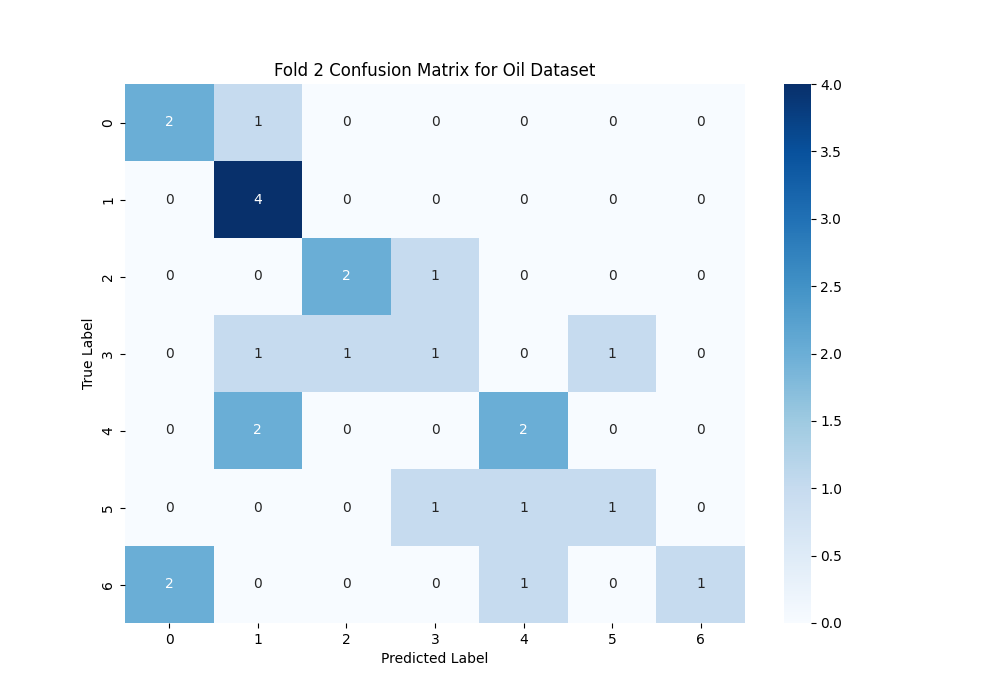 Fold 2 Confusion Matrix for Oil Dataset
True Label
0 2 1 0 0 0 0 0
1 0 4 0 0 0 0 0
2 0 0 2 1 0 0 0
3 0 1 1 1 0 1 0
4 0 2 0 0 2 0 0
5 0 0 0 1 1 1 0
6 2 0 0 0 1 0 1
0 1 2 3 4 5 6
Predicted Label
4.0
3.5
3.0
2.5
2.0
1.5
1.0
0.5
0.0